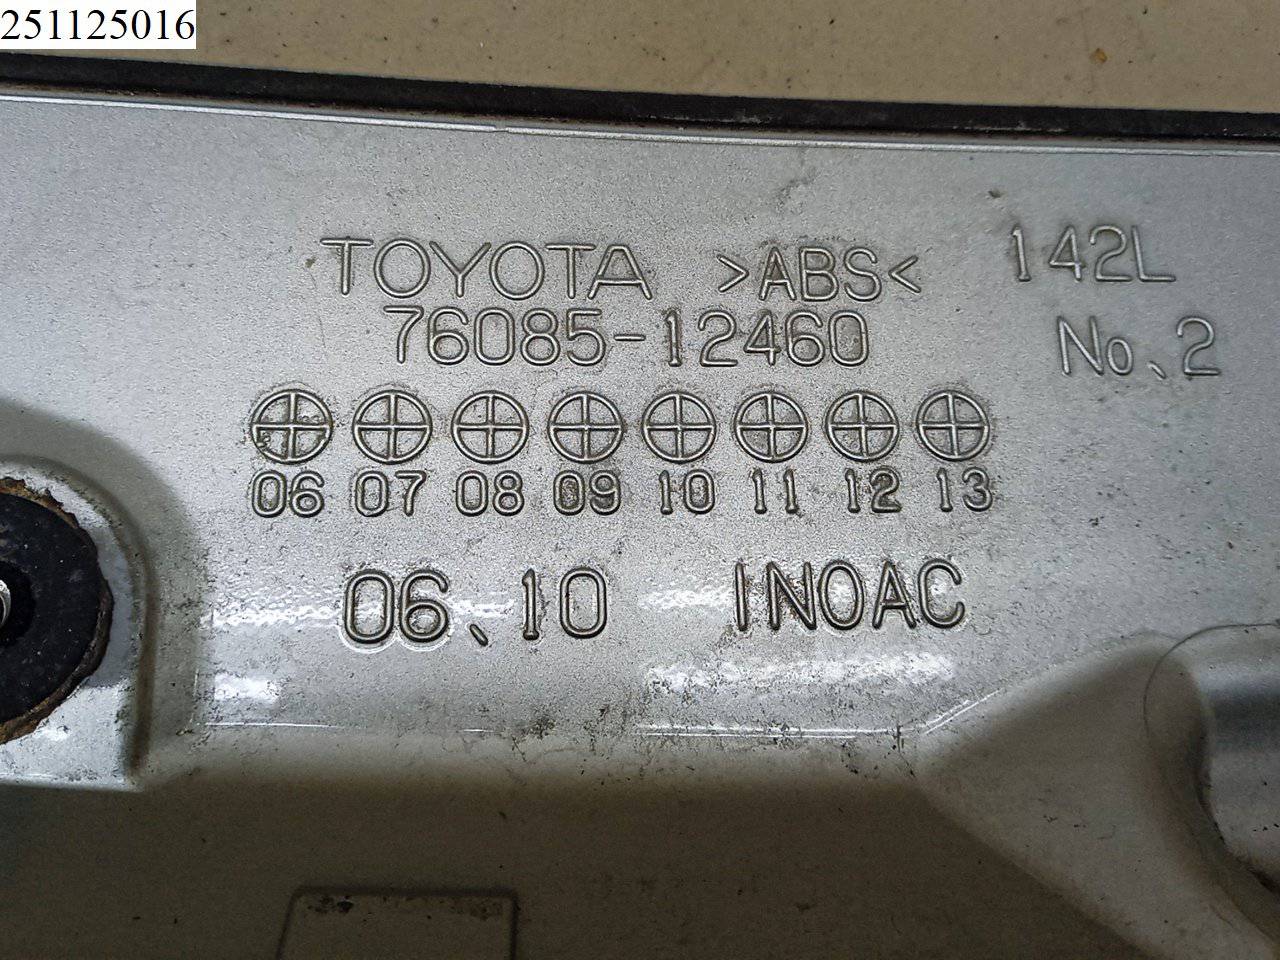 251125016
TOYOTA >ABS< 142L
76085-12460 No、2
06 07 08 09 10 11 12 13
06、10 INOAC